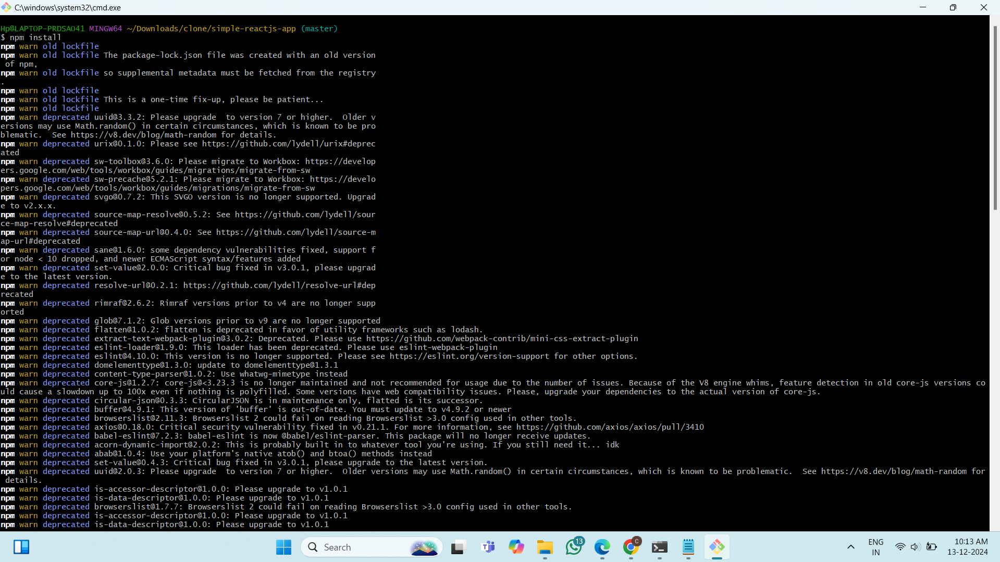 C:\windows\system32\cmd.exe
Hp@LAPTOP-PRDSAO41 MINGW64 ~/Downloads/clone/simple-reactjs-app (master)
$ npm install
npm warn old lockfile
npm warn old lockfile The package-lock.json file was created with an old version
 of npm,
npm warn old lockfile so supplemental metadata must be fetched from the registry
.
npm warn old lockfile
npm warn old lockfile This is a one-time fix-up, please be patient...
npm warn old lockfile
npm warn deprecated uuid@3.3.2: Please upgrade  to version 7 or higher.  Older v
ersions may use Math.random() in certain circumstances, which is known to be pro
blematic.  See https://v8.dev/blog/math-random for details.
npm warn deprecated urix@0.1.0: Please see https://github.com/lydell/urix#deprec
ated
npm warn deprecated sw-toolbox@3.6.0: Please migrate to Workbox: https://develop
ers.google.com/web/tools/workbox/guides/migrations/migrate-from-sw
npm warn deprecated sw-precache@5.2.1: Please migrate to Workbox: https://develo
pers.google.com/web/tools/workbox/guides/migrations/migrate-from-sw
npm warn deprecated svgo@0.7.2: This SVGO version is no longer supported. Upgrad
e to v2.x.x.
npm warn deprecated source-map-resolve@0.5.2: See https://github.com/lydell/sour
ce-map-resolve#deprecated
npm warn deprecated source-map-url@0.4.0: See https://github.com/lydell/source-m
ap-url#deprecated
npm warn deprecated sane@1.6.0: some dependency vulnerabilities fixed, support f
or node < 10 dropped, and newer ECMAScript syntax/features added
npm warn deprecated set-value@2.0.0: Critical bug fixed in v3.0.1, please upgrad
e to the latest version.
npm warn deprecated resolve-url@0.2.1: https://github.com/lydell/resolve-url#dep
recated
npm warn deprecated rimraf@2.6.2: Rimraf versions prior to v4 are no longer supp
orted
npm warn deprecated glob@7.1.2: Glob versions prior to v9 are no longer supported
npm warn deprecated flatten@1.0.2: flatten is deprecated in favor of utility frameworks such as lodash.
npm warn deprecated extract-text-webpack-plugin@3.0.2: Deprecated. Please use https://github.com/webpack-contrib/mini-css-extract-plugin
npm warn deprecated eslint-loader@1.9.0: This loader has been deprecated. Please use eslint-webpack-plugin
npm warn deprecated eslint@4.10.0: This version is no longer supported. Please see https://eslint.org/version-support for other options.
npm warn deprecated domelementtype@1.3.0: update to domelementtype@1.3.1
npm warn deprecated content-type-parser@1.0.2: Use whatwg-mimetype instead
npm warn deprecated core-js@1.2.7: core-js@<3.23.3 is no longer maintained and not recommended for usage due to the number of issues. Because of the V8 engine whims, feature detection in old core-js versions co
uld cause a slowdown up to 100x even if nothing is polyfilled. Some versions have web compatibility issues. Please, upgrade your dependencies to the actual version of core-js.
npm warn deprecated circular-json@0.3.3: CircularJSON is in maintenance only, flatted is its successor.
npm warn deprecated buffer@4.9.1: This version of 'buffer' is out-of-date. You must update to v4.9.2 or newer
npm warn deprecated browserslist@2.11.3: Browserslist 2 could fail on reading Browserslist >3.0 config used in other tools.
npm warn deprecated axios@0.18.0: Critical security vulnerability fixed in v0.21.1. For more information, see https://github.com/axios/axios/pull/3410
npm warn deprecated babel-eslint@7.2.3: babel-eslint is now @babel/eslint-parser. This package will no longer receive updates.
npm warn deprecated acorn-dynamic-import@2.0.2: This is probably built in to whatever tool you're using. If you still need it... idk
npm warn deprecated abab@1.0.4: Use your platform's native atob() and btoa() methods instead
npm warn deprecated set-value@0.4.3: Critical bug fixed in v3.0.1, please upgrade to the latest version.
npm warn deprecated uuid@2.0.3: Please upgrade  to version 7 or higher.  Older versions may use Math.random() in certain circumstances, which is known to be problematic.  See https://v8.dev/blog/math-random for
 details.
npm warn deprecated is-accessor-descriptor@1.0.0: Please upgrade to v1.0.1
npm warn deprecated is-data-descriptor@1.0.0: Please upgrade to v1.0.1
npm warn deprecated browserslist@1.7.7: Browserslist 2 could fail on reading Browserslist >3.0 config used in other tools.
npm warn deprecated is-accessor-descriptor@1.0.0: Please upgrade to v1.0.1
npm warn deprecated is-data-descriptor@1.0.0: Please upgrade to v1.0.1
Search
13
C
ENG
IN
10:13 AM
13-12-2024